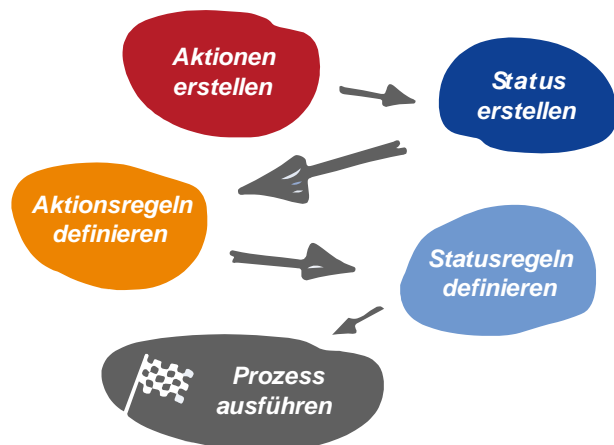 Aktionen
erstellen
Status
erstellen
Aktionsregeln
definieren
Statusregeln
definieren
Prozess
ausführen